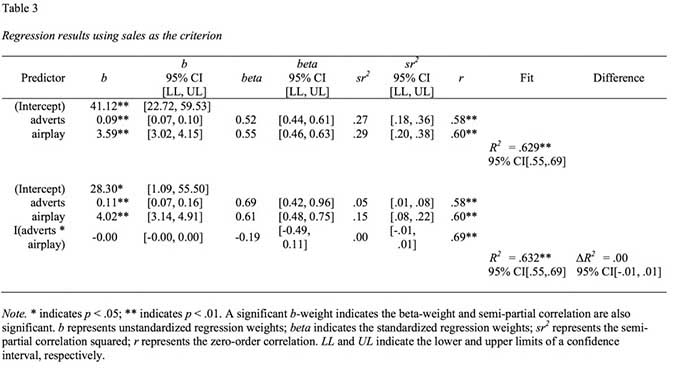 Table 3
Regression results using sales as the criterion
Predictor b b 95% CI [LL, UL] beta beta 95% CI [LL, UL] sr2 sr2 95% CI [LL, UL] r Fit Difference
(Intercept) 41.12** [22.72, 59.53]
adverts 0.09** [0.07, 0.10] 0.52 [0.44, 0.61] .27 [.18, .36] .58**
airplay 3.59** [3.02, 4.15] 0.55 [0.46, 0.63] .29 [.20, .38] .60**
R2 = .629**
95% CI[.55,.69]
(Intercept) 28.30* [1.09, 55.50]
adverts 0.11** [0.07, 0.16] 0.69 [0.42, 0.96] .05 [.01, .08] .58**
airplay 4.02** [3.14, 4.91] 0.61 [0.48, 0.75] .15 [.08, .22] .60**
I(adverts * airplay) -0.00 [-0.00, 0.00] -0.19 [-0.49, 0.11] .00 [-.01, .01] .69**
R2 = .632** ΔR2 = .00
95% CI[.55,.69] 95% CI[-.01, .01]
Note. * indicates p < .05; ** indicates p < .01. A significant b-weight indicates the beta-weight and semi-partial correlation are also
significant. b represents unstandardized regression weights; beta indicates the standardized regression weights; sr2 represents the semi-
partial correlation squared; r represents the zero-order correlation. LL and UL indicate the lower and upper limits of a confidence
interval, respectively.